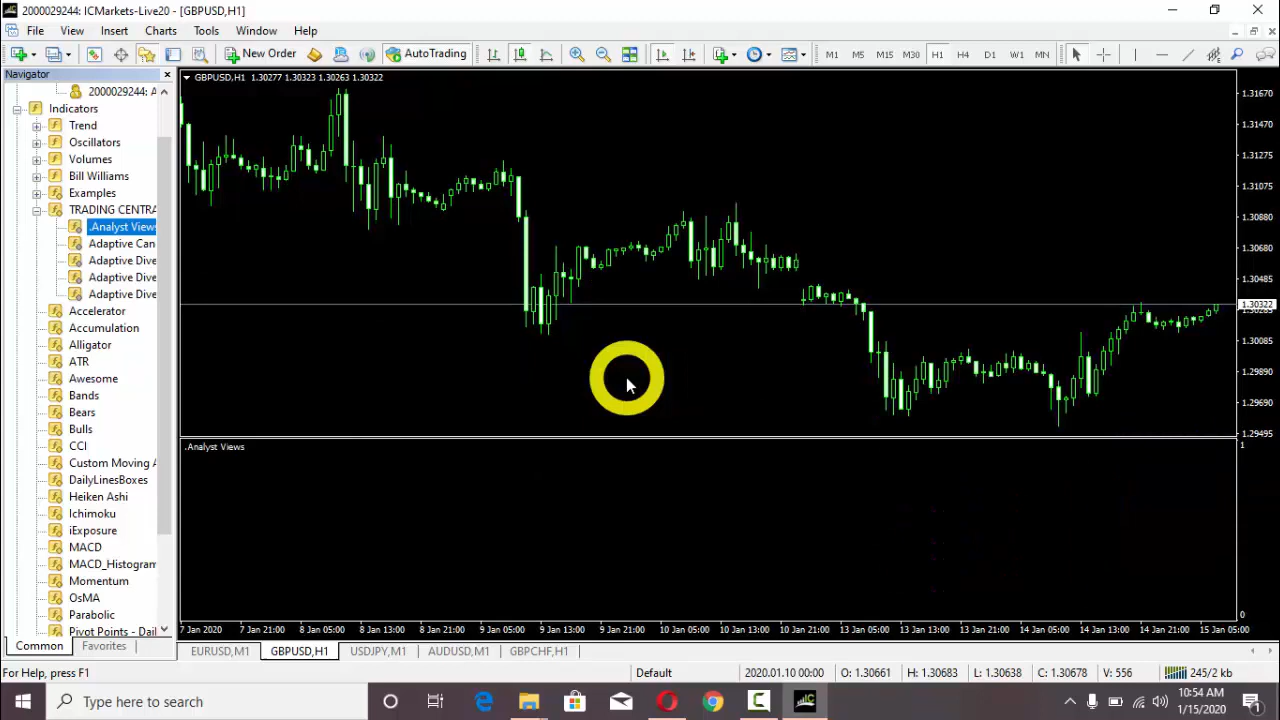 2000029244: ICMarkets-Live20 - [GBPUSD,H1]
File View Insert Charts Tools Window Help
New Order AutoTrading M1 M5 M15 M30 H1 H4 D1 W1 MN
Navigator
2000029244: A
Indicators
Trend
Oscillators
Volumes
Bill Williams
Examples
TRADING CENTRA
.Analyst Views
Adaptive Can
Adaptive Dive
Adaptive Dive
Adaptive Dive
Accelerator
Accumulation
Alligator
ATR
Awesome
Bands
Bears
Bulls
CCI
Custom Moving A
DailyLinesBoxes
Heiken Ashi
Ichimoku
iExposure
MACD
MACD_Histogram
Momentum
OsMA
Parabolic
Pivot Points - Dail
Common Favorites
GBPUSD,H1 1.30277 1.30323 1.30263 1.30322
1.31670
1.31470
1.31275
1.31075
1.30880
1.30680
1.30485
1.30322
1.30285
1.30085
1.29890
1.29690
1.29495
.Analyst Views
1
0
7 Jan 2020 7 Jan 21:00 8 Jan 05:00 8 Jan 13:00 8 Jan 21:00 9 Jan 05:00 9 Jan 13:00 9 Jan 21:00 10 Jan 05:00 10 Jan 13:00 10 Jan 21:00 13 Jan 05:00 13 Jan 13:00 13 Jan 21:00 14 Jan 05:00 14 Jan 13:00 14 Jan 21:00 15 Jan 05:00
EURUSD,M1 GBPUSD,H1 USDJPY,M1 AUDUSD,M1 GBPCHF,H1
For Help, press F1 Default 2020.01.10 00:00 O: 1.30661 H: 1.30683 L: 1.30638 C: 1.30678 V: 556 245/2 kb
Type here to search
10:54 AM
1/15/2020
1